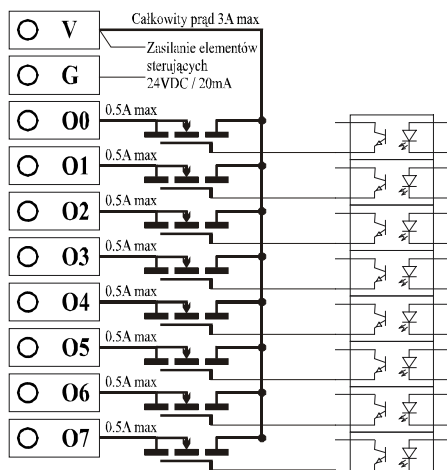 V
Całkowity prąd 3A max
Zasilanie elementów
sterujących
24VDC / 20mA
G
O0
0.5A max
O1
0.5A max
O2
0.5A max
O3
0.5A max
O4
0.5A max
O5
0.5A max
O6
0.5A max
O7
0.5A max